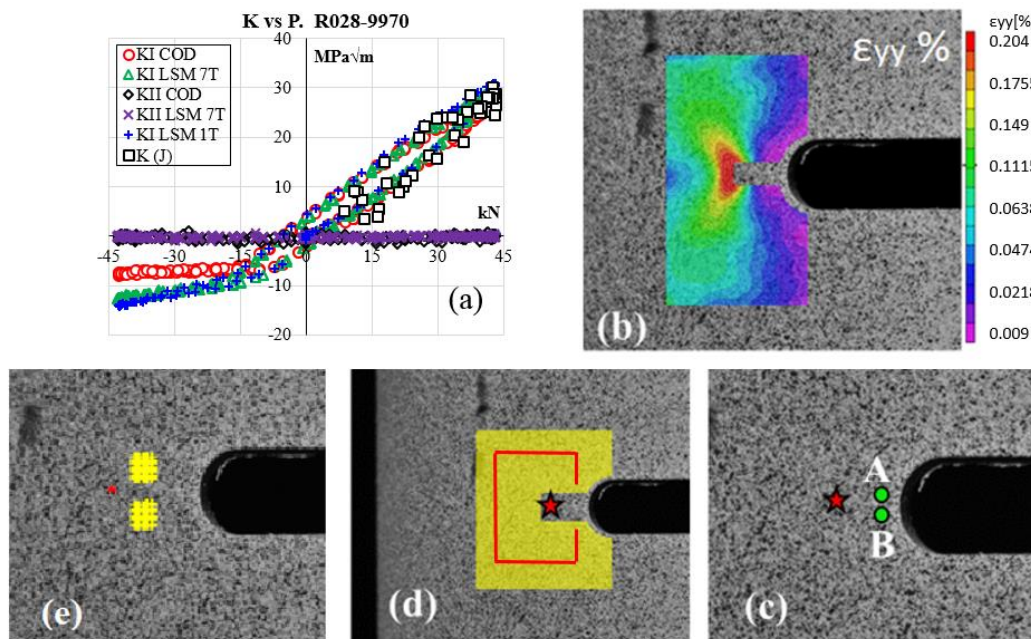 K vs P. R028-9970
MPa√m
KI COD
KI LSM 7T
KII COD
KII LSM 7T
KI LSM 1T
K (J)
40
30
20
10
-10
-20
-45
-30
-15
0
15
30
45
kN
(a)
εyy %
εyy[%
0.204
0.1755
0.149
0.1115
0.0638
0.0474
0.0218
0.009
(b)
(e)
(d)
A
B
(c)